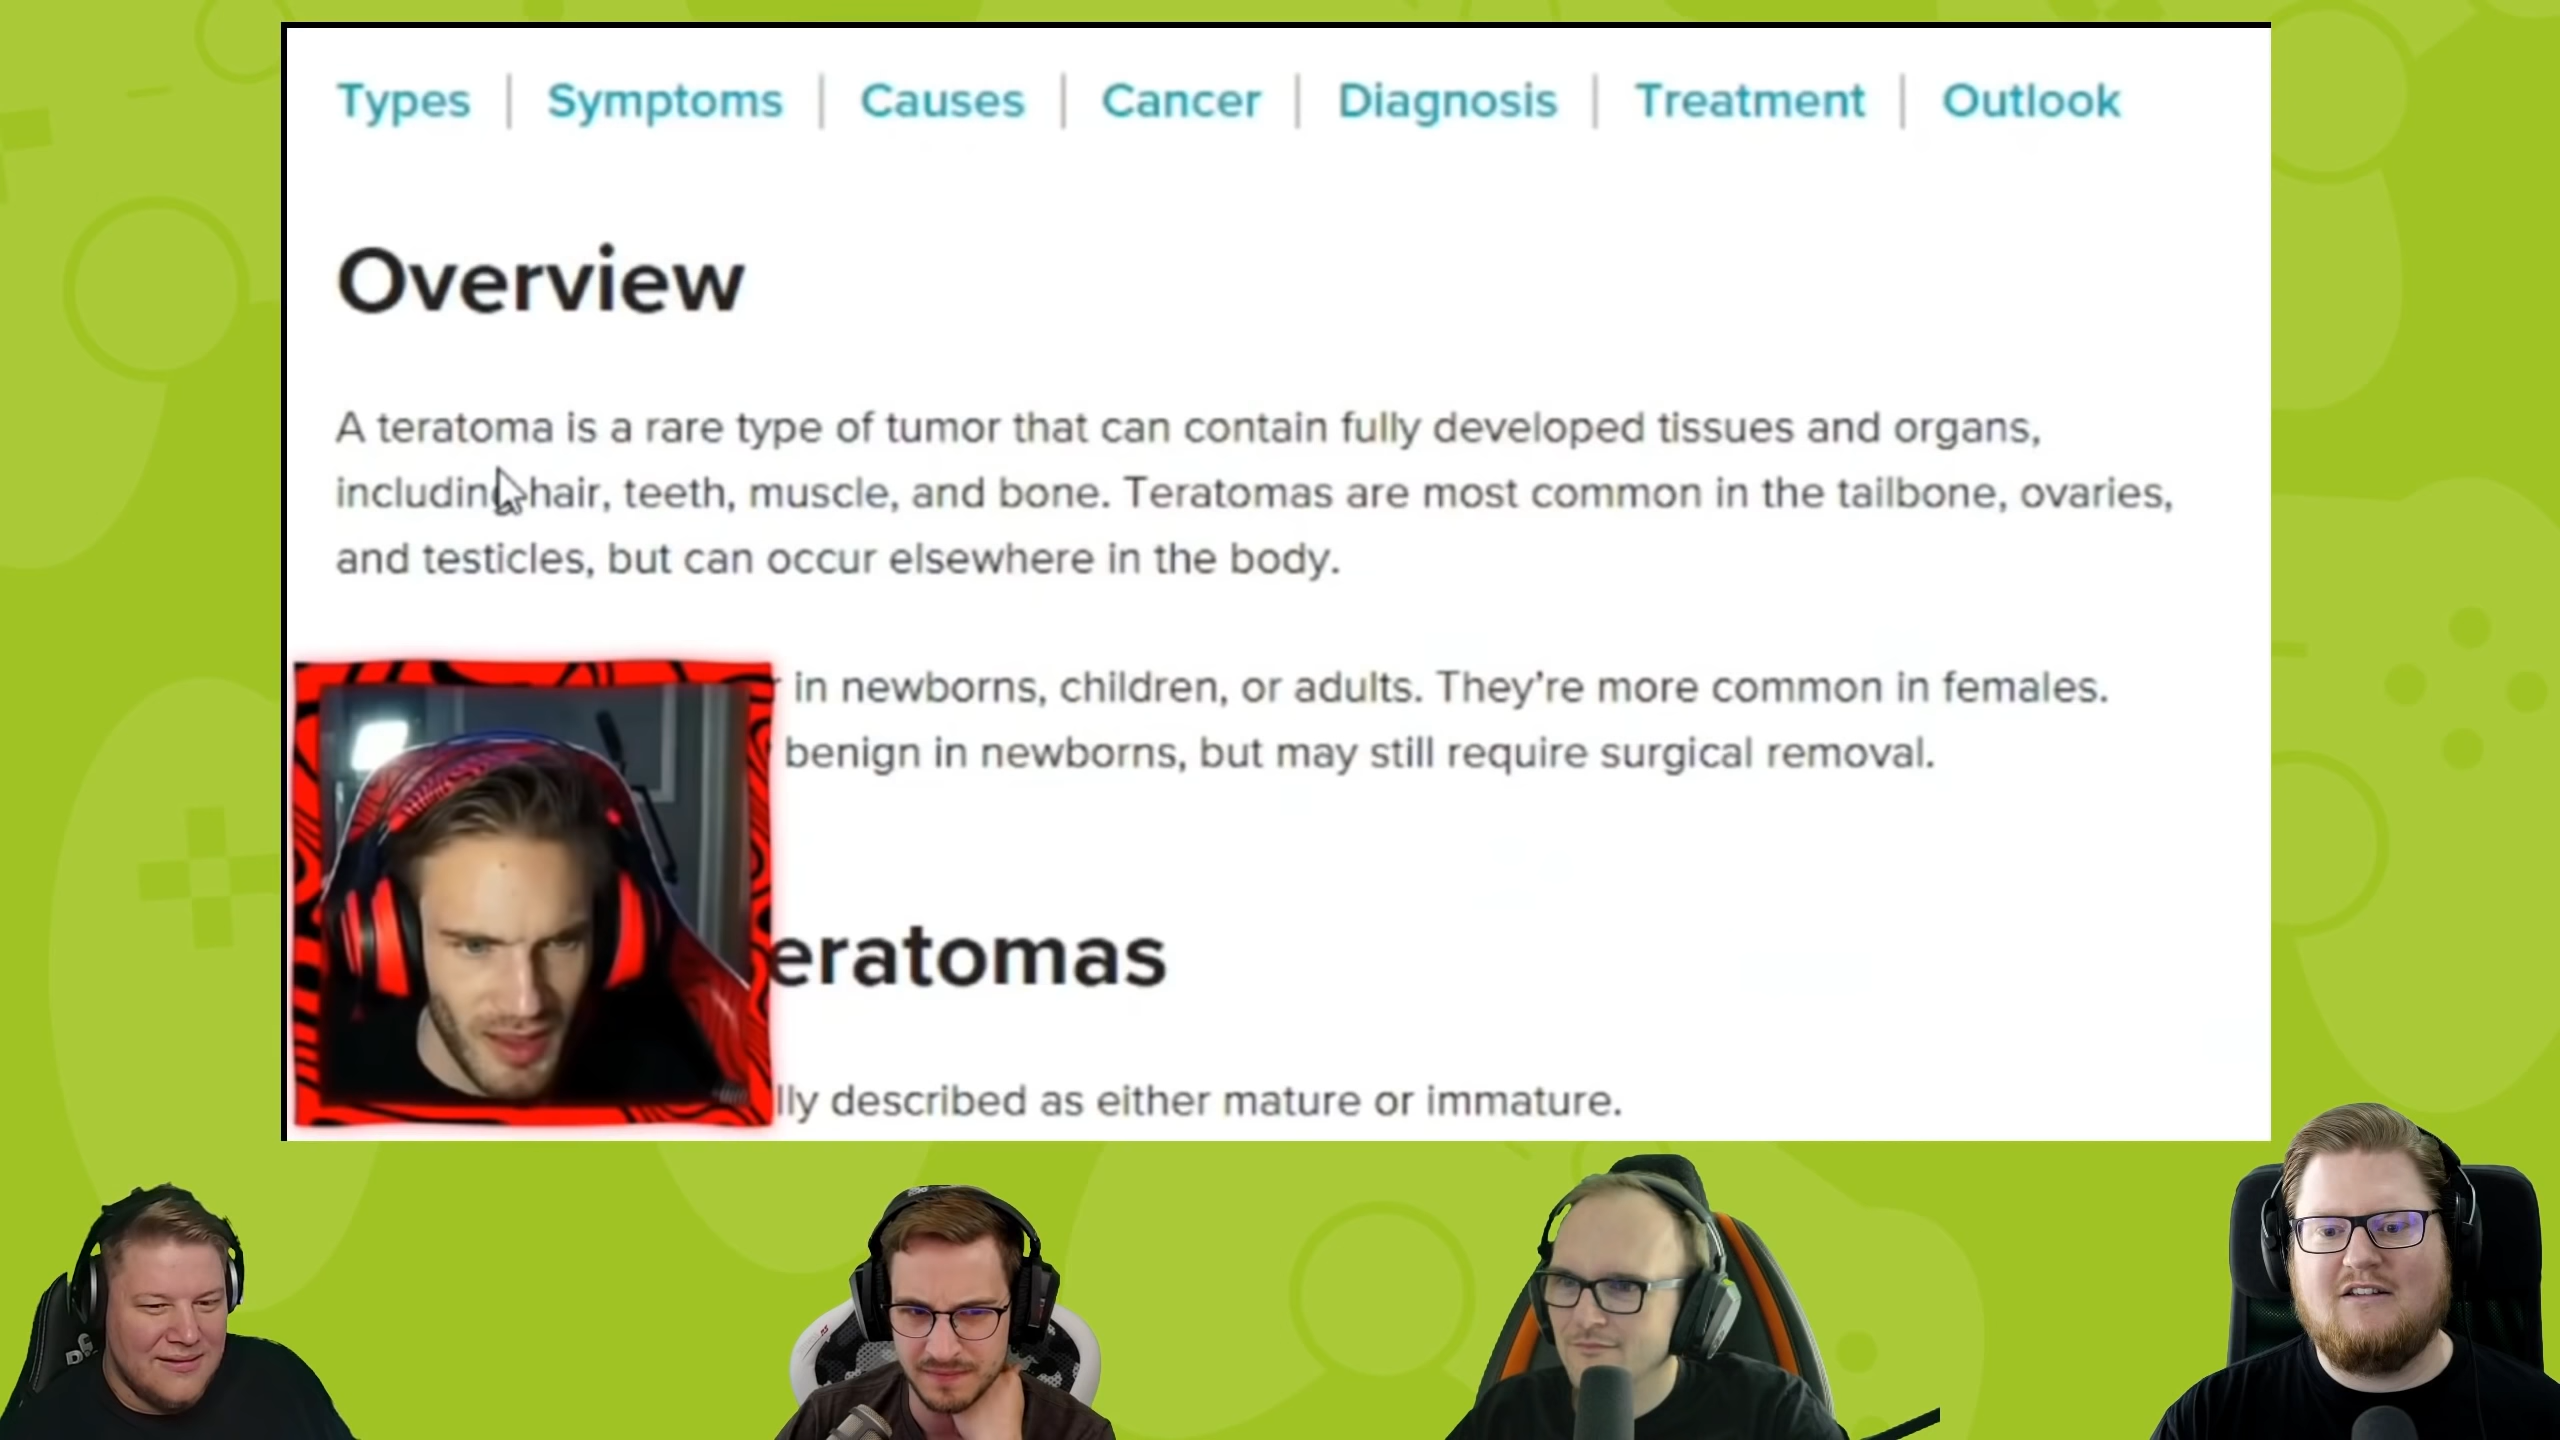 Types | Symptoms | Causes | Cancer | Diagnosis | Treatment | Outlook
Overview
A teratoma is a rare type of tumor that can contain fully developed tissues and organs,
including hair, teeth, muscle, and bone. Teratomas are most common in the tailbone, ovaries,
and testicles, but can occur elsewhere in the body.
in newborns, children, or adults. They’re more common in females.
benign in newborns, but may still require surgical removal.
eratomas
lly described as either mature or immature.